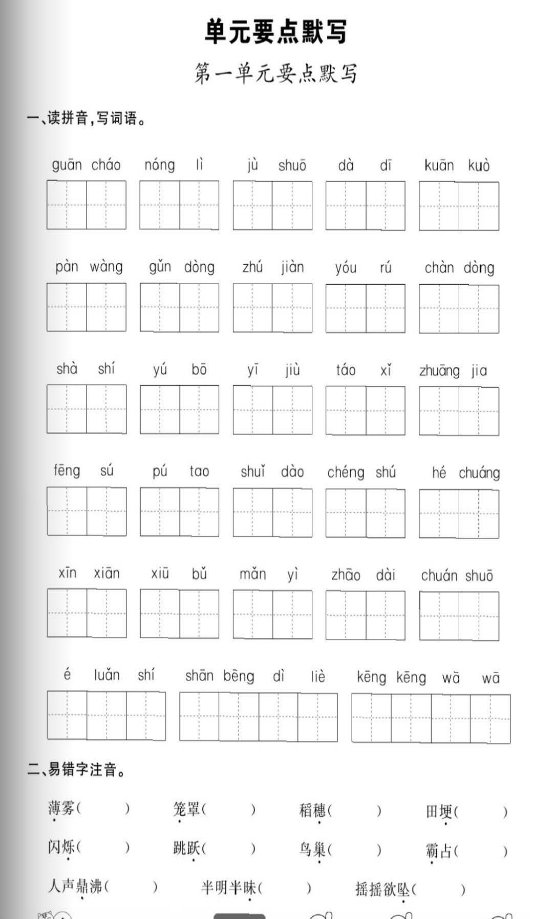 单元要点默写
第一单元要点默写
一、读拼音,写词语。
guān cháo nóng lì jù shuō dà dī kuān kuò
pàn wàng gǔn dòng zhú jiàn yóu rú chàn dòng
shà shí yú bō yī jiù táo xǐ zhuāng jia
fēng sú pú tao shuǐ dào chéng shú hé chuáng
xīn xiān xiū bǔ mǎn yì zhāo dài chuán shuō
é luǎn shí shān bēng dì liè kēng kēng wā wā
二、易错字注音。
薄雾( ) 笼罩( ) 稻穗( ) 田埂( )
闪烁( ) 跳跃( ) 鸟巢( ) 霸占( )
人声鼎沸( ) 半明半昧( ) 摇摇欲坠( )